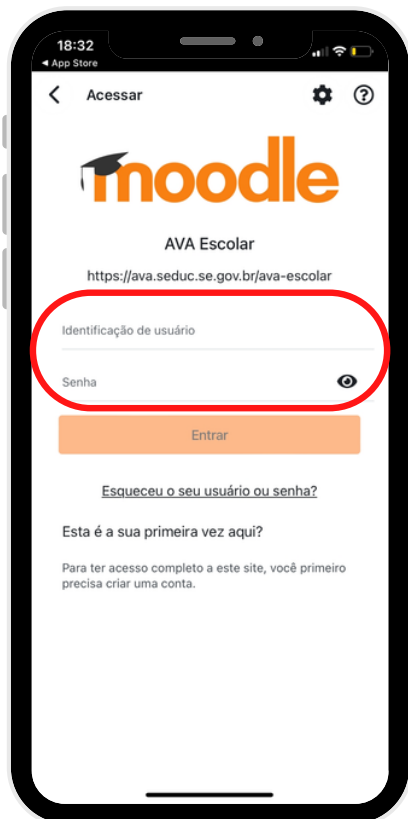 18:32
App Store
Acessar
moodle
AVA Escolar
https://ava.seduc.se.gov.br/ava-escolar
Identificação de usuário
Senha
Entrar
Esqueceu o seu usuário ou senha?
Esta é a sua primeira vez aqui?
Para ter acesso completo a este site, você primeiro
precisa criar uma conta.